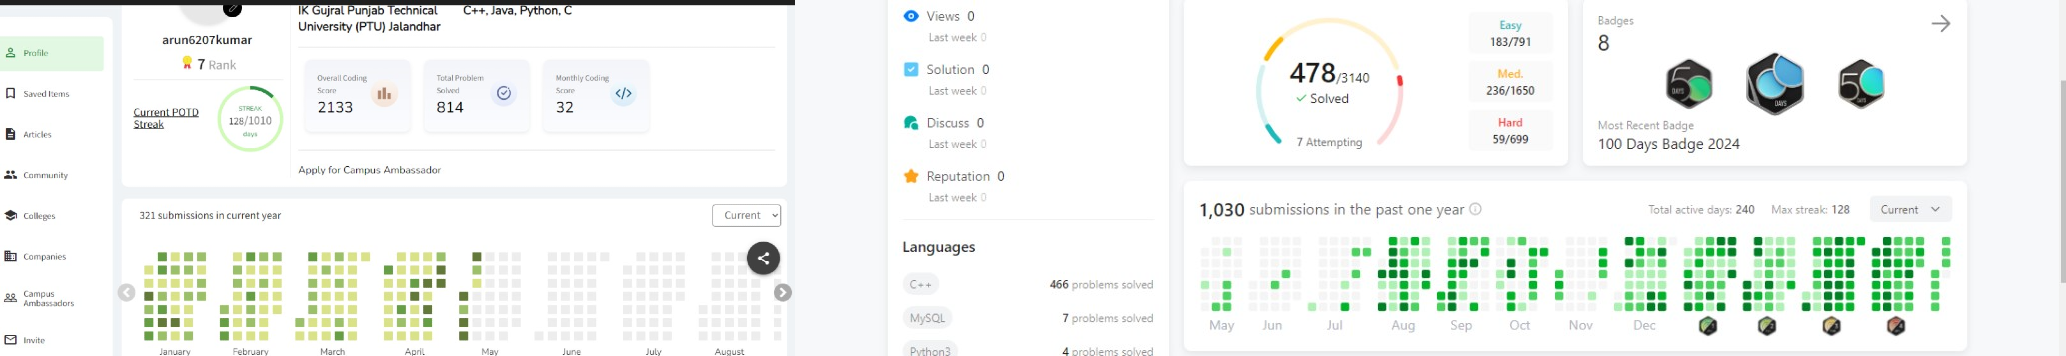 Profile
Saved Items
Articles
Community
Colleges
Companies
Campus
Ambassadors
Invite
arun6207kumar
7 Rank
Current POTD
Streak
STREAK
128/1010
days
IK Gujral Punjab Technical
University (PTU) Jalandhar
C++, Java, Python, C
Overall Coding
Score
2133
Total Problem
Solved
814
Monthly Coding
Score
32
Apply for Campus Ambassador
321 submissions in current year
Current
January February March April May June July August
Views 0
Last week 0
Solution 0
Last week 0
Discuss 0
Last week 0
Reputation 0
Last week 0
Languages
C++ 466 problems solved
MySQL 7 problems solved
Python3 4 problems solved
478/3140
Solved
7 Attempting
Easy
183/791
Med.
236/1650
Hard
59/699
Badges
8
50 DAYS
DAYS
50
Most Recent Badge
100 Days Badge 2024
1,030 submissions in the past one year
Total active days: 240 Max streak: 128 Current
May Jun Jul Aug Sep Oct Nov Dec